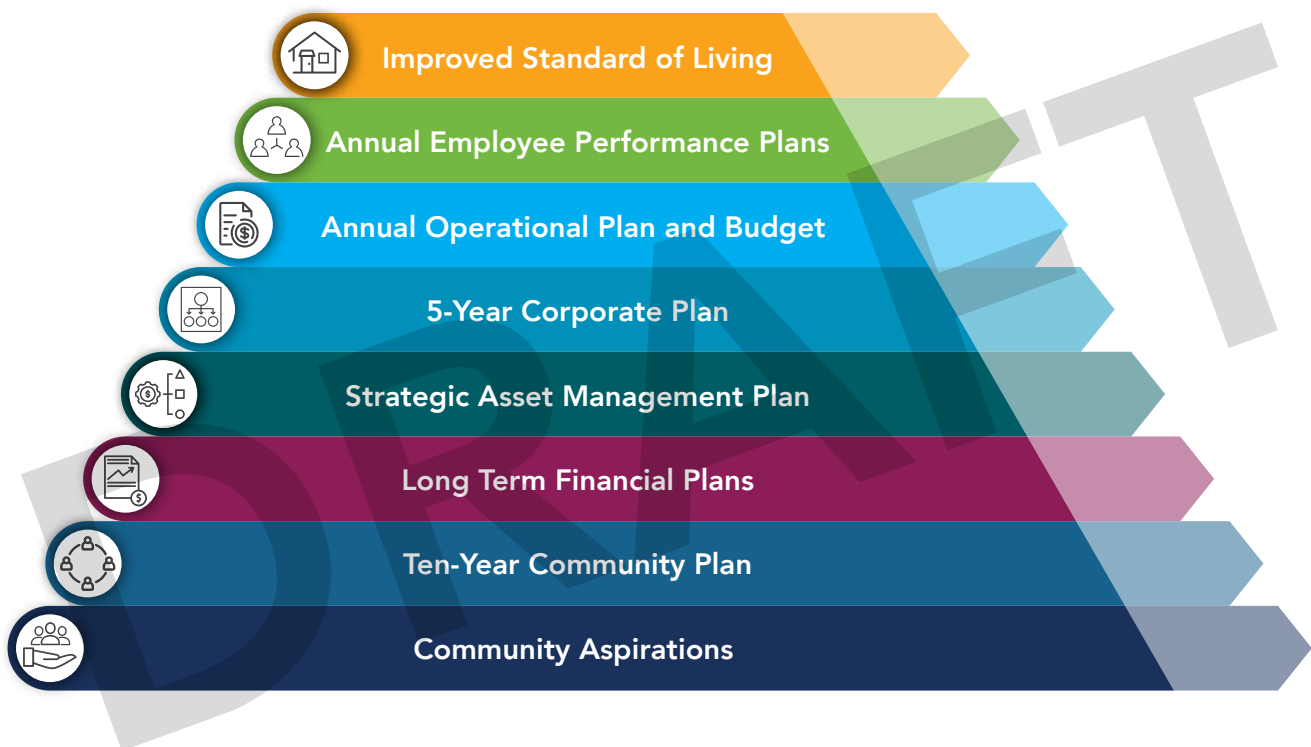 Improved Standard of Living
Annual Employee Performance Plans
Annual Operational Plan and Budget
5-Year Corporate Plan
Strategic Asset Management Plan
Long Term Financial Plans
Ten-Year Community Plan
Community Aspirations
DRAFT